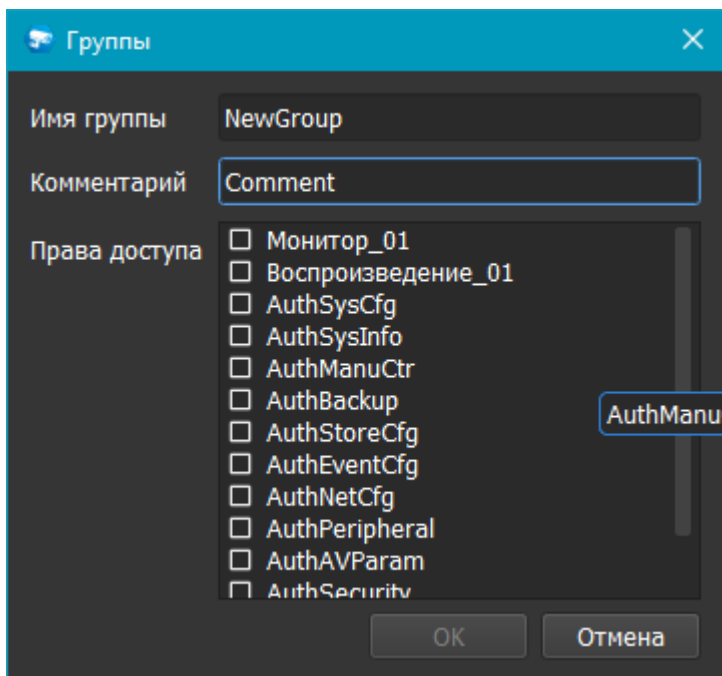 Группы
Имя группы NewGroup
Комментарий Comment
Права доступа
Монитор_01
Воспроизведение_01
AuthSysCfg
AuthSysInfo
AuthManuCtr
AuthBackup
AuthManu
AuthStoreCfg
AuthEventCfg
AuthNetCfg
AuthPeripheral
AuthAVParam
AuthSecurity
OK Отмена